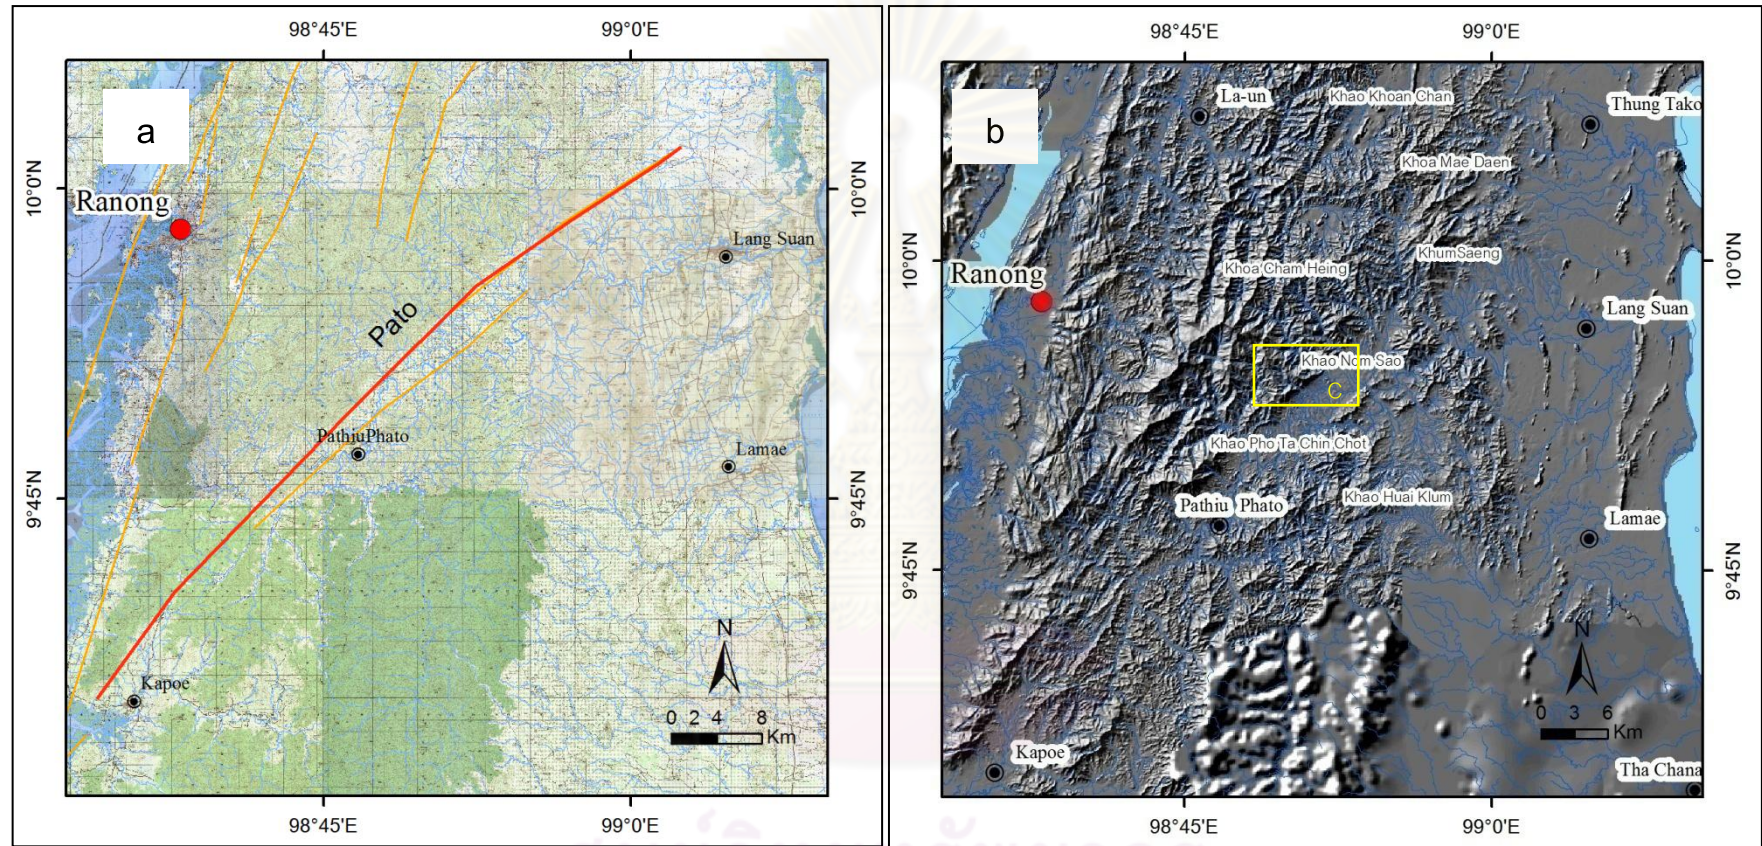 98°45'E 99°0'E
a
10°0'N
10°0'N
Ranong
Lang Suan
Pato
PathiuPhato
Lamae
9°45'N
9°45'N
N
Kapoe
0 2 4 8
Km
98°45'E 99°0'E
98°45'E 99°0'E
b
La-un
Khao Khoan Chan
Thung Tako
Khoa Mae Daen
10°0'N
10°0'N
KhumSaeng
Khoa Cham Heing
Ranong
Lang Suan
Khao Nom Sao
C
Khao Pho Ta Chin Chot
Khao Huai Klum
Pathiu Phato
Lamae
9°45'N
9°45'N
N
0 3 6
Km
Kapoe
Tha Chana
98°45'E 99°0'E